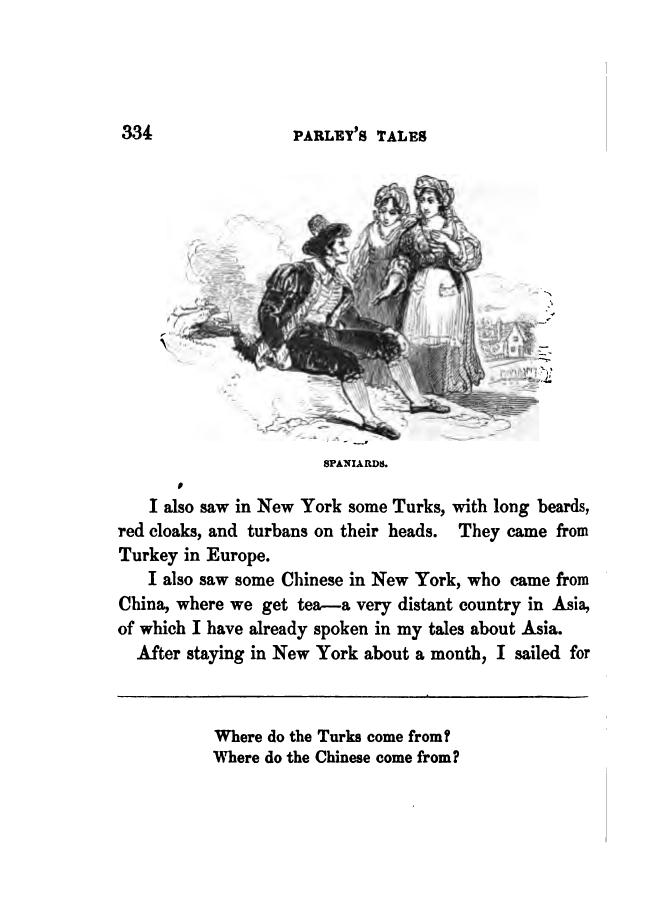 334
PARLEY'S TALES
SPANIARDS.
I also saw in New York some Turks, with long beards,
red cloaks, and turbans on their heads. They came from
Turkey in Europe.
I also saw some Chinese in New York, who came from
China, where we get tea—a very distant country in Asia,
of which I have already spoken in my tales about Asia.
After staying in New York about a month, I sailed for
Where do the Turks come from?
Where do the Chinese come from?